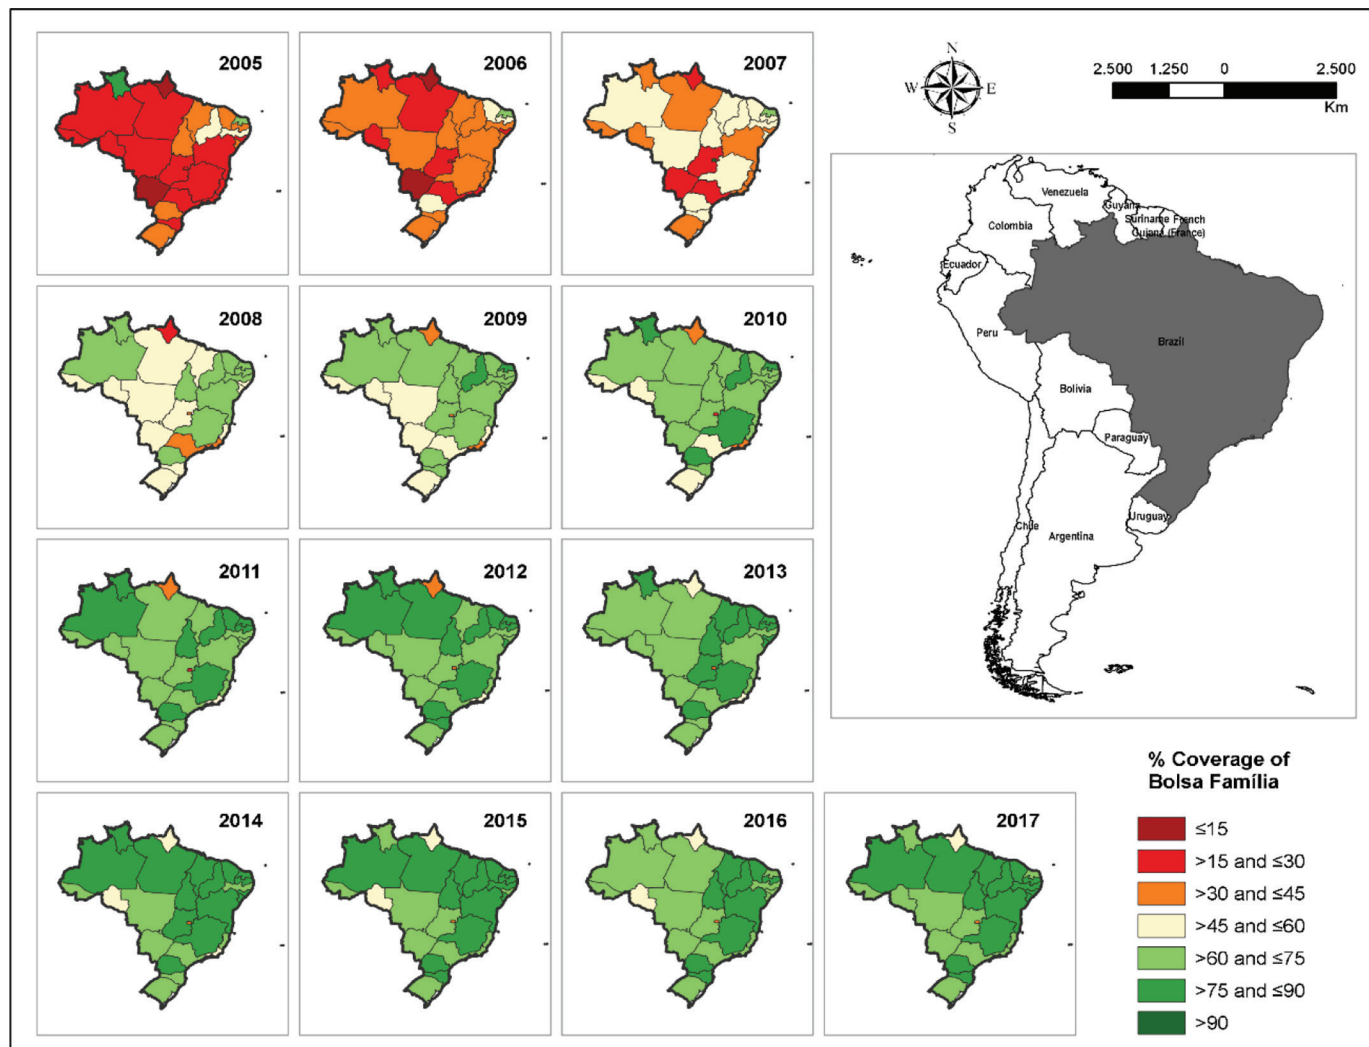 2005
2006
2007
N
W
E
S
2.500
1.250
0
2.500
Km
Venezuela
Guyana
Suriname
French
Guiana (France)
Colombia
Ecuador
Peru
Brazil
Bolivia
Paraguay
Uruguay
Chile
Argentina
2008
2009
2010
2011
2012
2013
2014
2015
2016
2017
% Coverage of
Bolsa Família
≤15
>15 and ≤30
>30 and ≤45
>45 and ≤60
>60 and ≤75
>75 and ≤90
>90